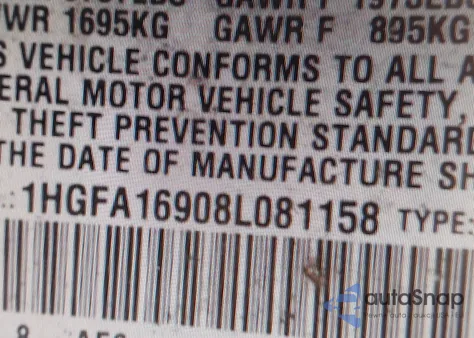 WR 1695KG GAWR F 895KG
S VEHICLE CONFORMS TO ALL A
ERAL MOTOR VEHICLE SAFETY,
THEFT PREVENTION STANDARD
THE DATE OF MANUFACTURE SH
1HGFA16908L081158 TYPE:
autoSnap